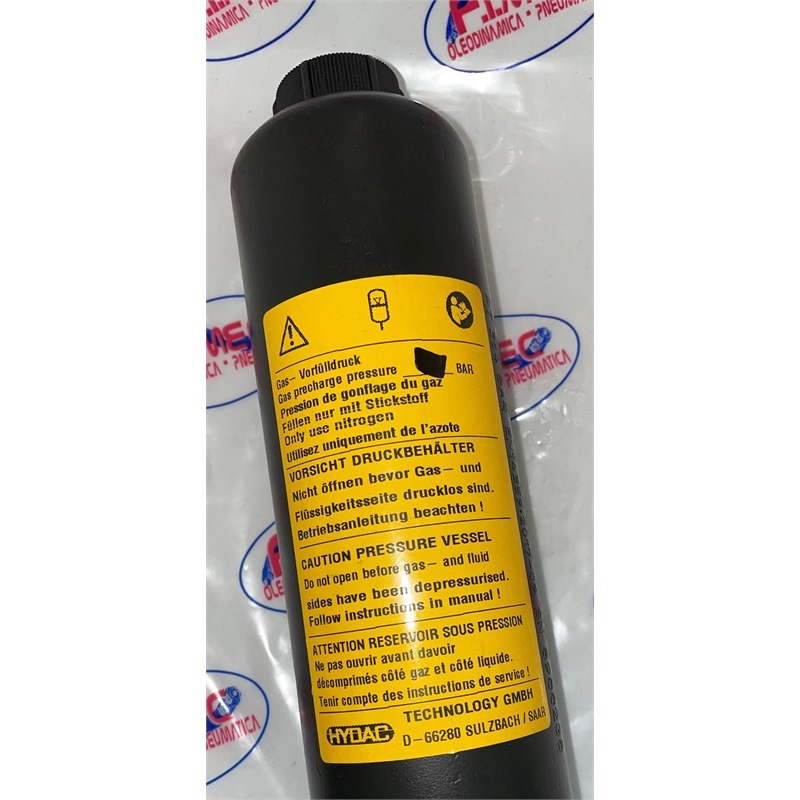 F.I.M.S.C.
OLEODINAMICA • PNEUMATICA
Gas- Vorfülldruck
Gas precharge pressure BAR
Pression de gonflage du gaz
Füllen nur mit Stickstoff
Only use nitrogen
Utilisez uniquement de l'azote
VORSICHT DRUCKBEHÄLTER
Nicht öffnen bevor Gas- und
Flüssigkeitsseite drucklos sind.
Betriebsanleitung beachten !
CAUTION PRESSURE VESSEL
Do not open before gas- and fluid
sides have been depressurised.
Follow instructions in manual !
ATTENTION RESERVOIR SOUS PRESSION
Ne pas ouvrir avant davoir
décomprimés côté gaz et côté liquide.
Tenir compte des instructions de service !
HYDAC TECHNOLOGY GMBH
D-66280 SULZBACH / SAAR